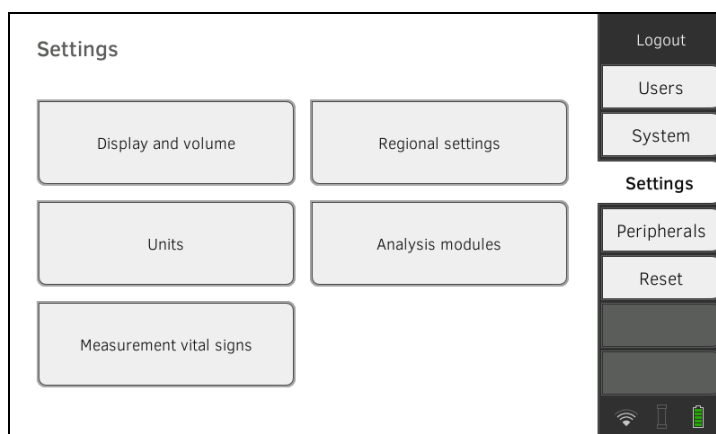 Settings
Display and volume
Regional settings
Units
Analysis modules
Measurement vital signs
Logout
Users
System
Settings
Peripherals
Reset